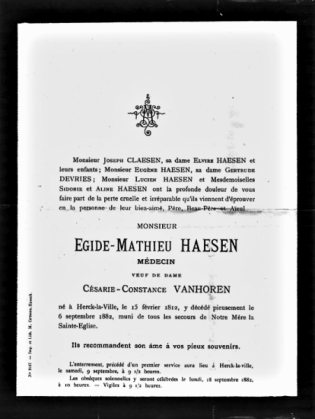 Monsieur Joseph CLAESEN, sa dame Elvire HAESEN et
leurs enfants; Monsieur Eugène HAESEN, sa dame Gertrude
DEVRIES; Monsieur Lucien HAESEN et Mesdemoiselles
Sidonie et Aline HAESEN ont la profonde douleur de vous
faire part de la perte cruelle et irréparable qu'ils viennent d'éprouver
en la personne de leur bien-aimé, Père, Beau-Père et Aïeul
MONSIEUR
EGIDE-MATHIEU HAESEN
MÉDECIN
VEUF DE DAME
CÉSARIE-CONSTANCE VANHOREN
né à Herck-la-Ville, le 13 février 1812, y décédé pieusement le
6 septembre 1882, muni de tous les secours de Notre Mère la
Sainte-Eglise.
Ils recommandent son âme à vos pieux souvenirs.
L'enterrement, précédé d'un premier service aura lieu à Herck-la-ville,
le samedi, 9 septembre, à 9 1/2 heures.
Les obsèques solennelles y seront célébrées le lundi, 18 septembre 1882,
à 10 heures. — Vigiles à 9 1/2 heures.
Imp. et Lith. M. Ceysens, Hasselt.